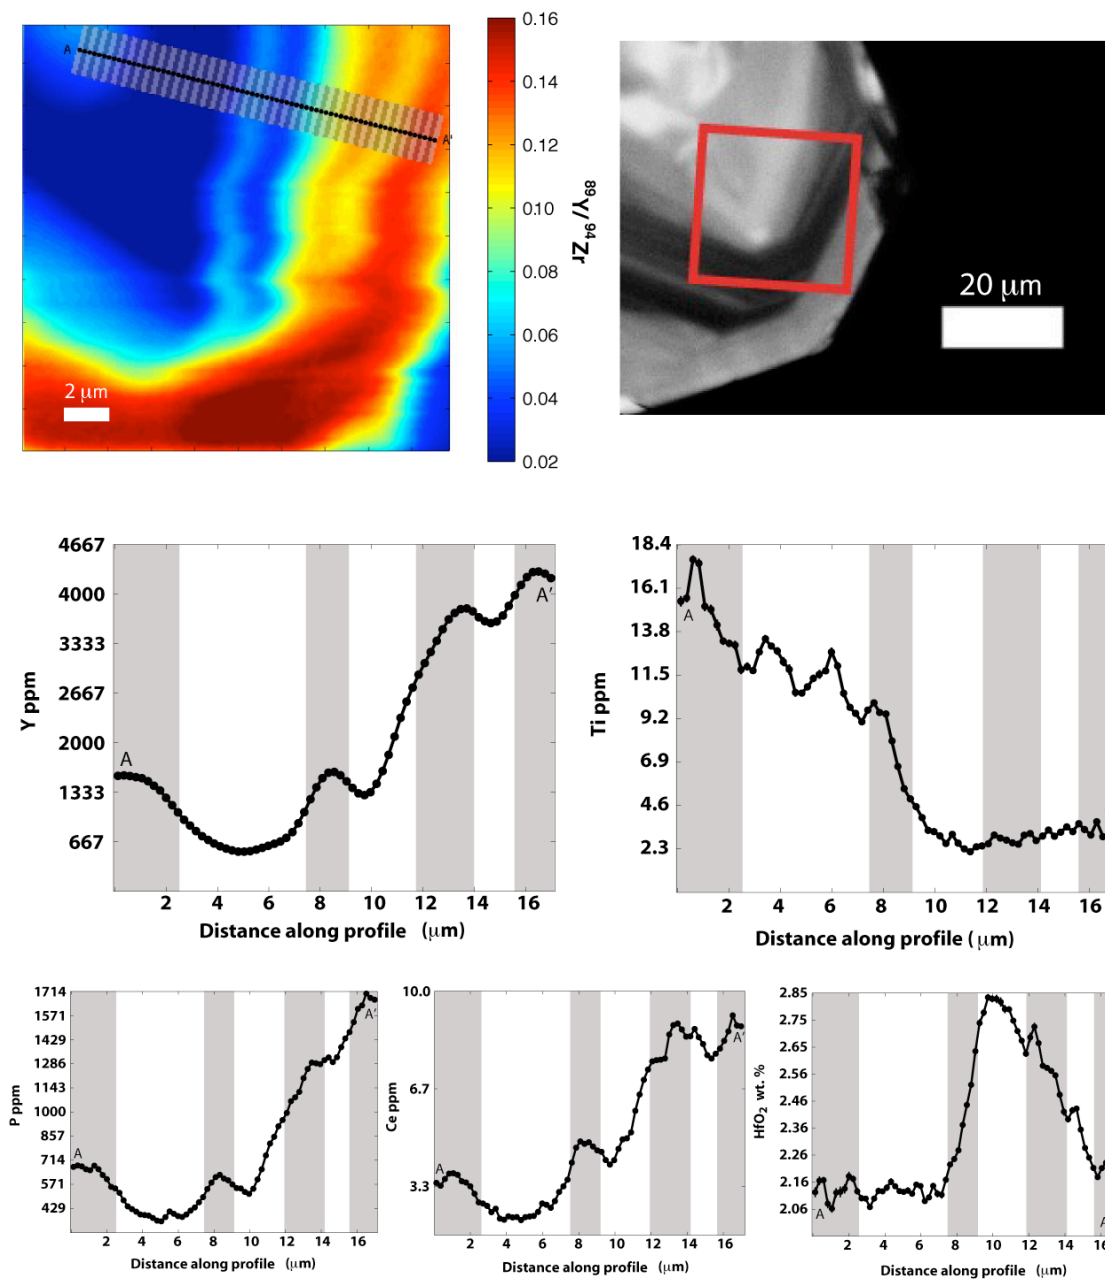 A
A'
2 μm
0.16
0.14
0.12
0.10
0.08
0.06
0.04
0.02
⁸⁹Y/⁹⁴Zr
20 μm
4667
4000
3333
2667
2000
1333
667
Y ppm
A
A'
2 4 6 8 10 12 14 16
Distance along profile (μm)
18.4
16.1
13.8
11.5
9.2
6.9
4.6
2.3
Ti ppm
A
2 4 6 8 10 12 14 16
Distance along profile (μm)
1714
1571
1429
1286
1143
1000
857
714
571
429
P ppm
A
A'
2 4 6 8 10 12 14 16
Distance along profile (μm)
10.0
6.7
3.3
Ce ppm
A
A'
2 4 6 8 10 12 14 16
Distance along profile (μm)
2.85
2.75
2.65
2.56
2.46
2.36
2.26
2.16
2.06
HfO₂ wt. %
A
A
2 4 6 8 10 12 14 16
Distance along profile (μm)